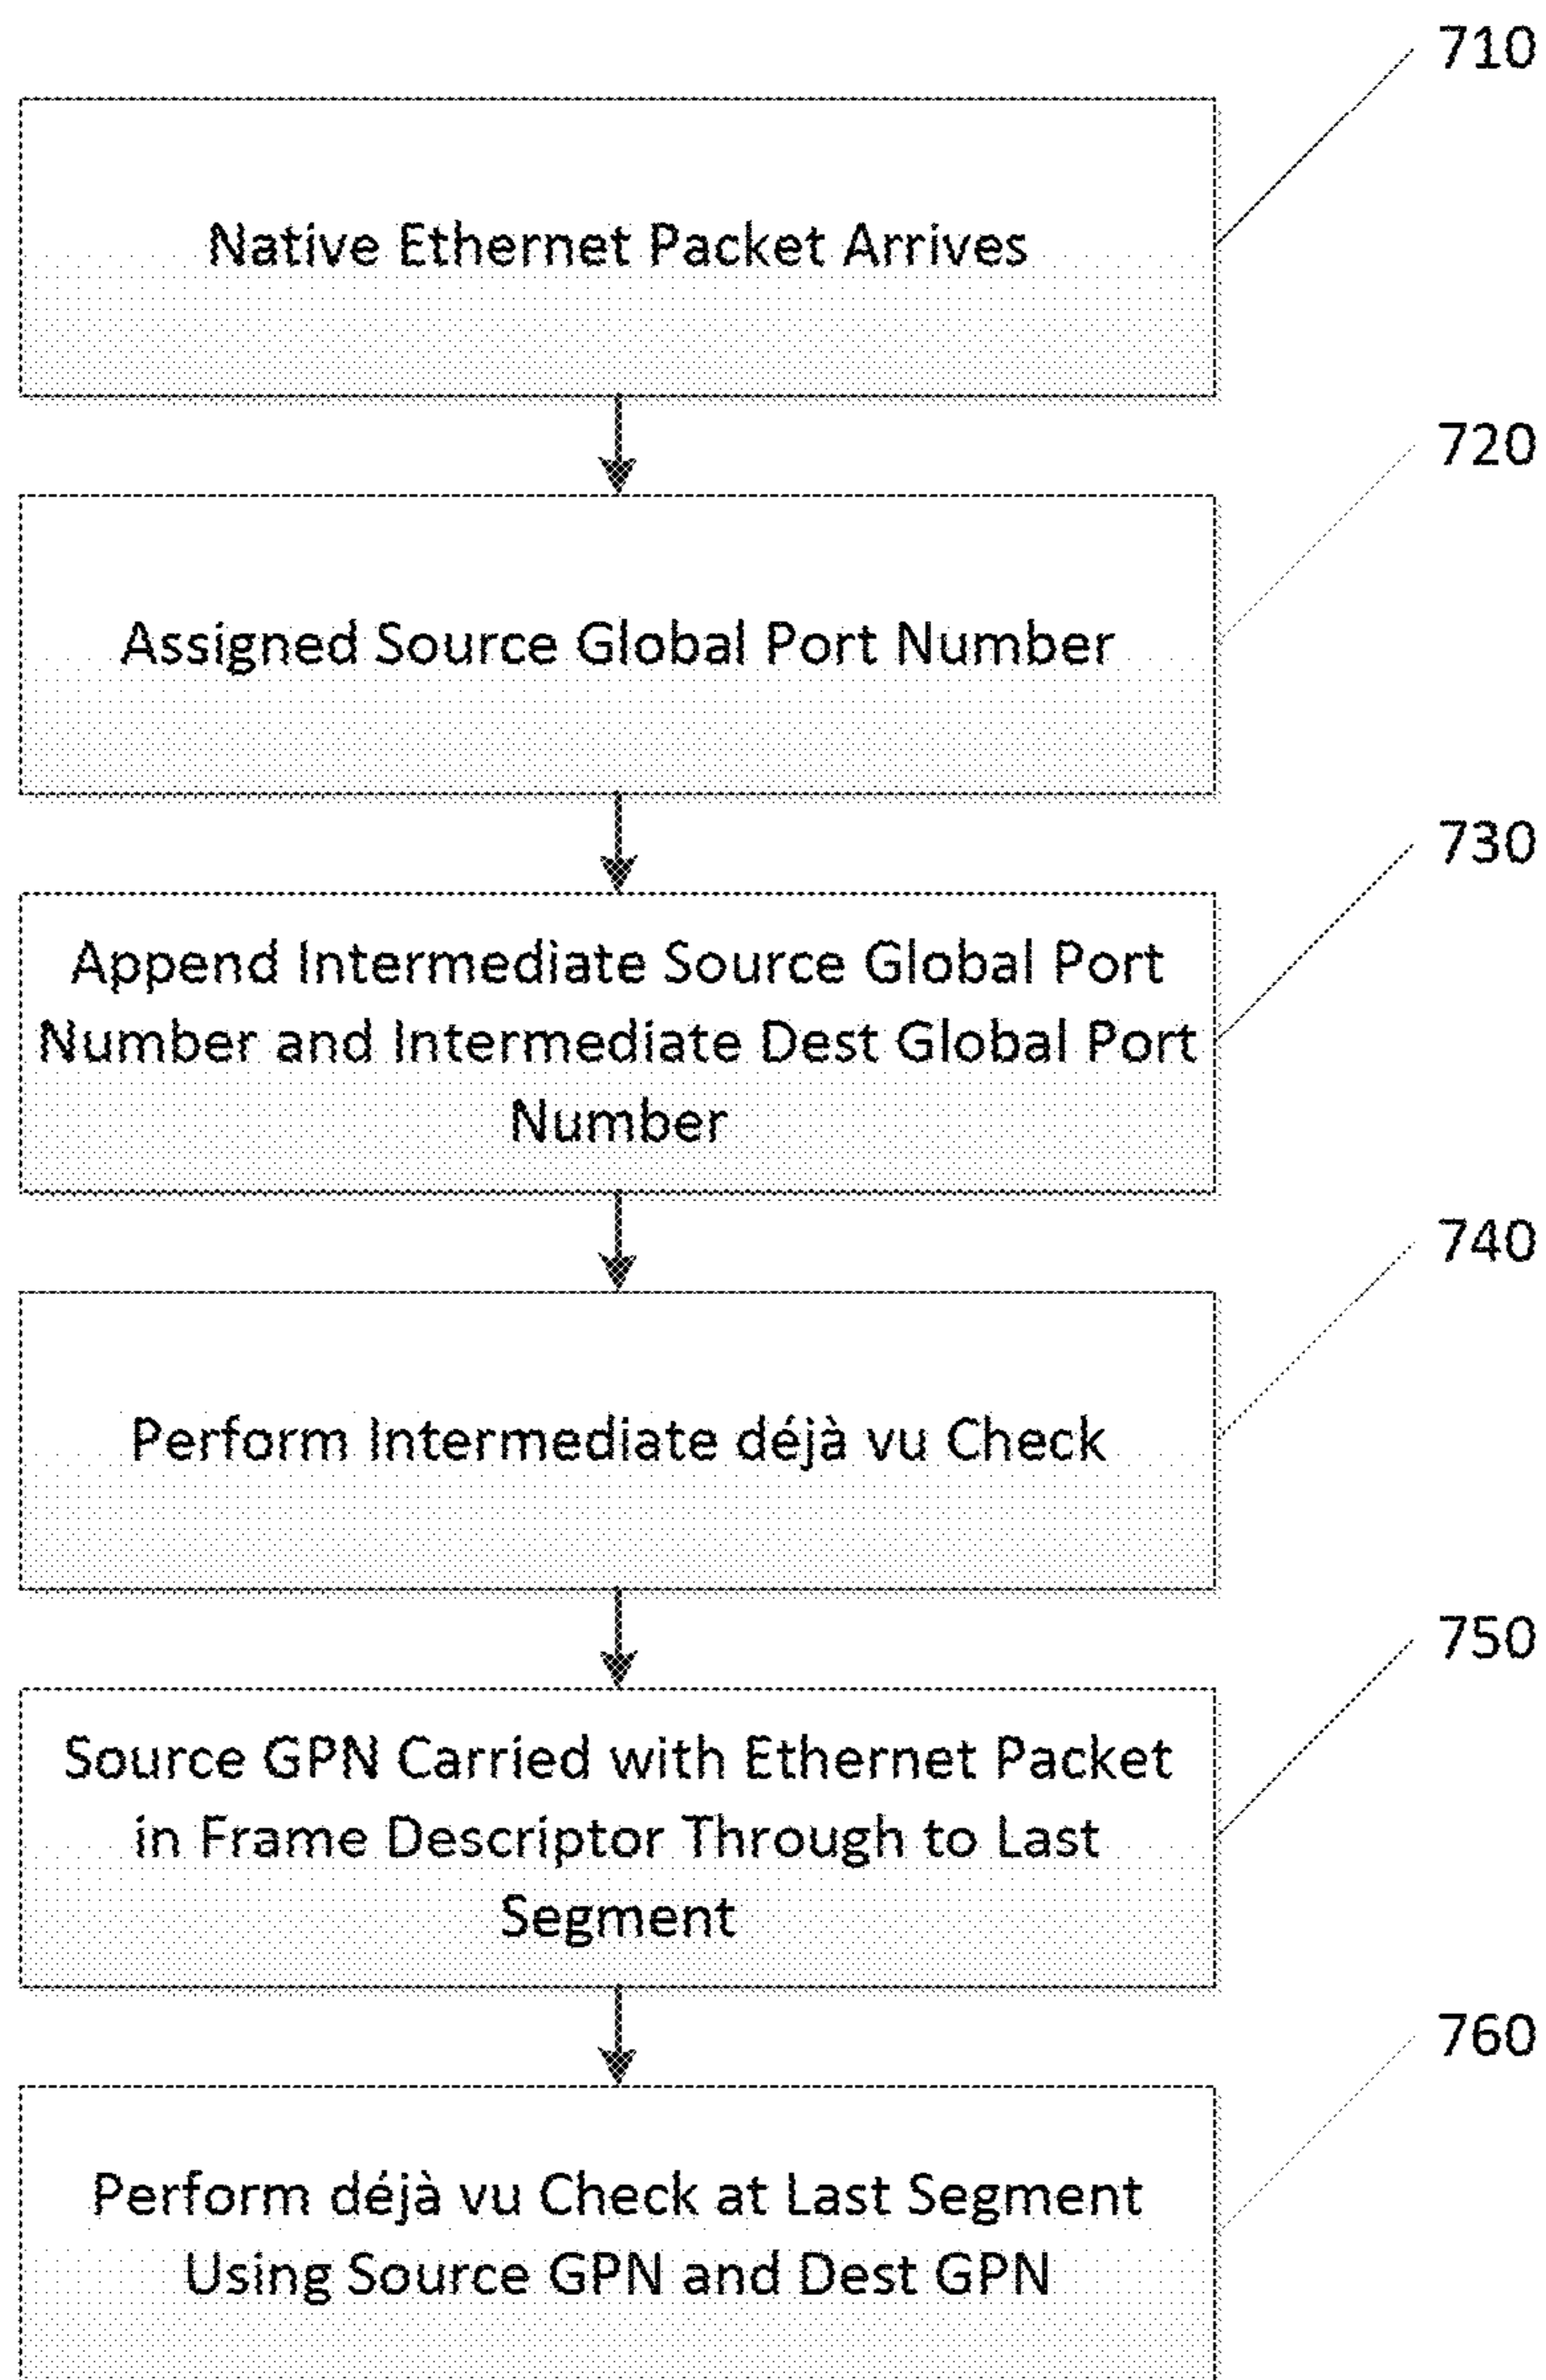 710
Native Ethernet Packet Arrives
720
Assigned Source Global Port Number
730
Append Intermediate Source Global Port
Number and Intermediate Dest Global Port
Number
740
Perform Intermediate déjà vu Check
750
Source GPN Carried with Ethernet Packet
in Frame Descriptor Through to Last
Segment
760
Perform déjà vu Check at Last Segment
Using Source GPN and Dest GPN